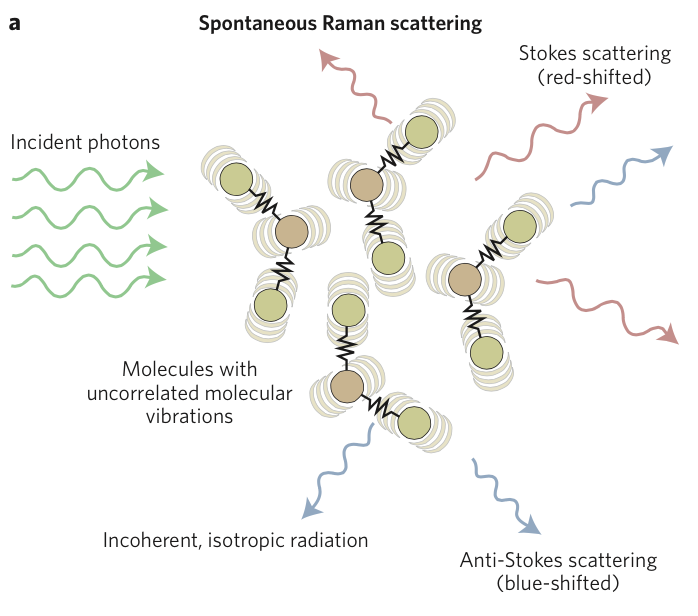 a
Spontaneous Raman scattering
Stokes scattering
(red-shifted)
Incident photons
Molecules with
uncorrelated molecular
vibrations
Incoherent, isotropic radiation
Anti-Stokes scattering
(blue-shifted)